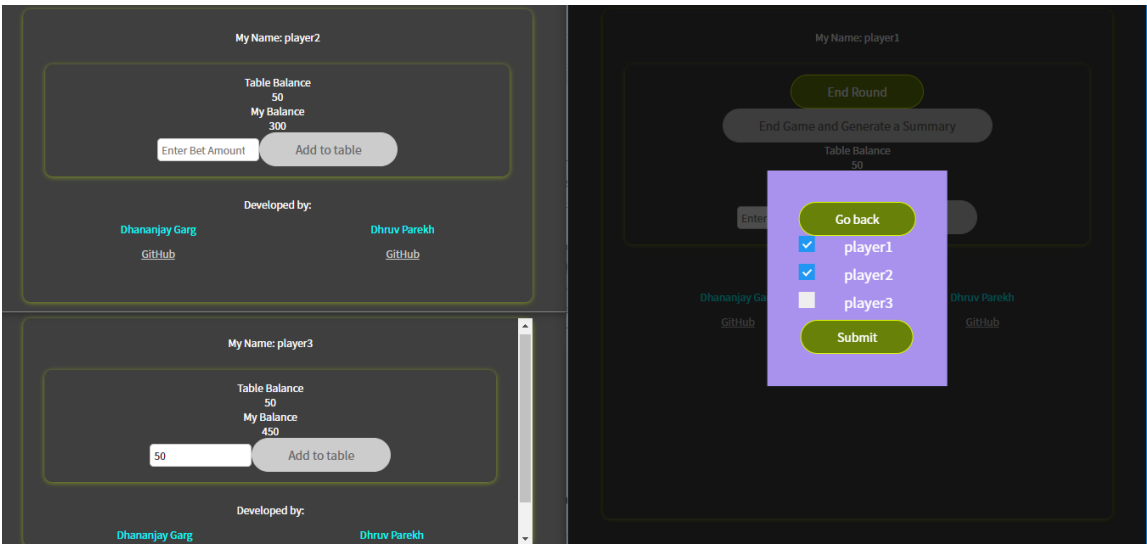 My Name: player2
Table Balance
50
My Balance
300
Enter Bet Amount
Add to table
Developed by:
Dhananjay Garg
Dhruv Parekh
GitHub
GitHub
My Name: player3
Table Balance
50
My Balance
450
50
Add to table
Developed by:
Dhananjay Garg
Dhruv Parekh
My Name: player1
End Round
End Game and Generate a Summary
Table Balance
50
Enter
Go back
player1
player2
player3
Submit
Dhananjay Ga
Dhruv Parekh
GitHub
GitHub